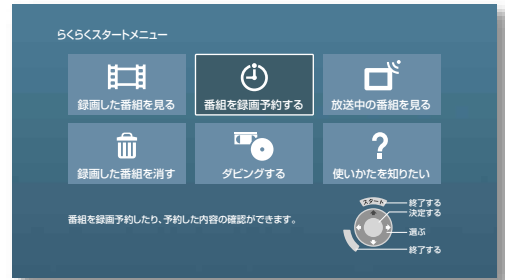 らくらくスタートメニュー
録画した番組を見る
番組を録画予約する
放送中の番組を見る
録画した番組を消す
ダビングする
使いかたを知りたい
番組を録画予約したり、予約した内容の確認ができます。
スタート
終了する
決定する
選ぶ
終了する